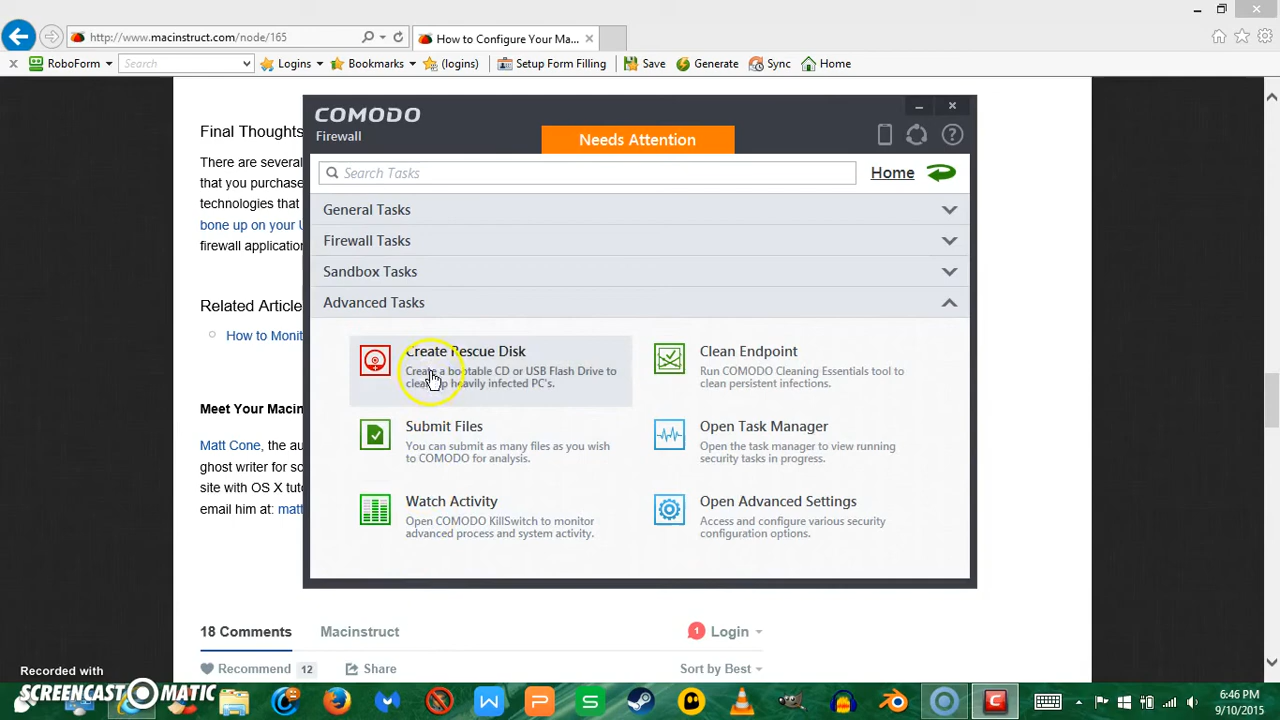 http://www.macinstruct.com/node/165
How to Configure Your Ma...
RoboForm
Search
Logins
Bookmarks
(logins)
Setup Form Filling
Save
Generate
Sync
Home
COMODO
Firewall
Needs Attention
Search Tasks
Home
General Tasks
Firewall Tasks
Sandbox Tasks
Advanced Tasks
Create Rescue Disk
Create a bootable CD or USB Flash Drive to
clean up heavily infected PC's.
Clean Endpoint
Run COMODO Cleaning Essentials tool to
clean persistent infections.
Submit Files
You can submit as many files as you wish
to COMODO for analysis.
Open Task Manager
Open the task manager to view running
security tasks in progress.
Watch Activity
Open COMODO KillSwitch to monitor
advanced process and system activity.
Open Advanced Settings
Access and configure various security
configuration options.
Final Thoughts
There are several
that you purchase
technologies that
bone up on your
firewall application
Related Article
How to Monit
Meet Your Macin
Matt Cone, the au
ghost writer for sc
site with OS X tuto
email him at: matt
18 Comments
Macinstruct
1
Login
Recommend
12
Share
Sort by Best
Recorded with
SCREENCAST-O-MATIC
6:46 PM
9/10/2015